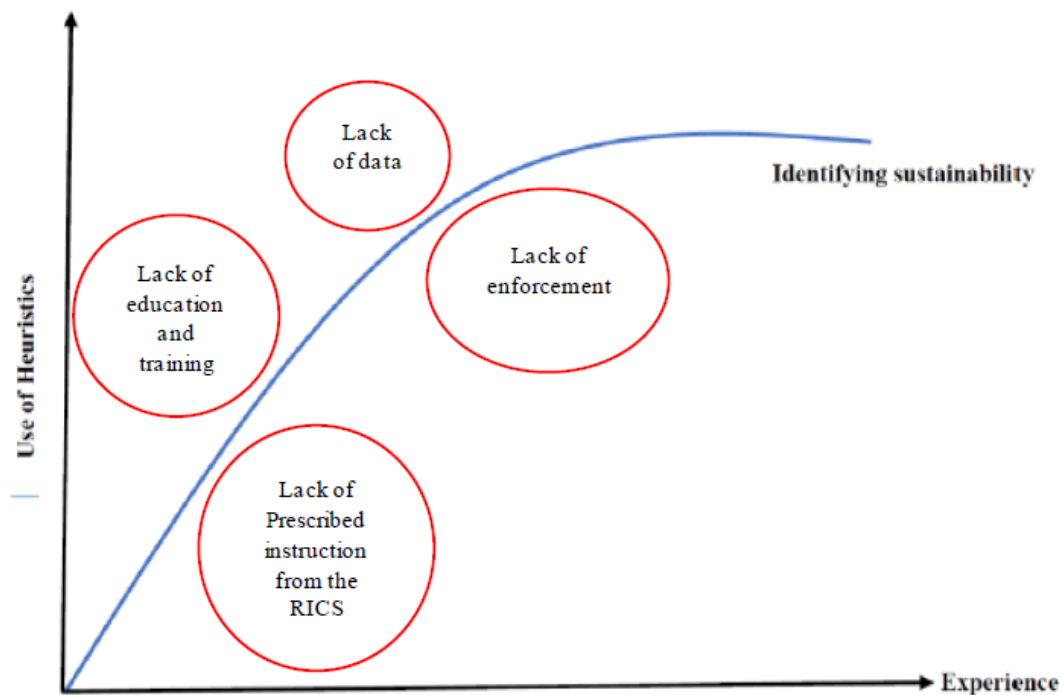 Lack
of data
Identifying sustainability
Lack of
enforcement
Lack of
education
and
training
Use of Heuristics
Lack of
Prescribed
instruction
from the
RICS
Experience